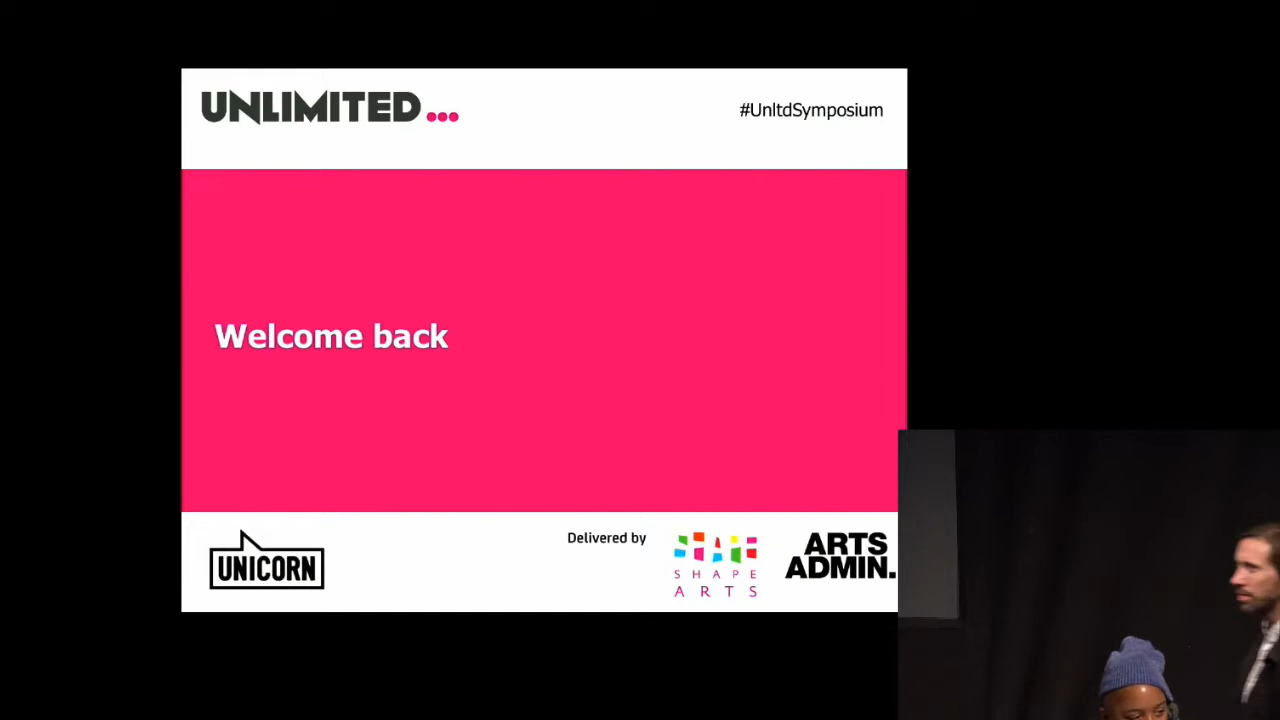 UNLIMITED...
#UnltdSymposium
Welcome back
UNICORN
Delivered by
SHAPE
ARTS
ARTS
ADMIN.